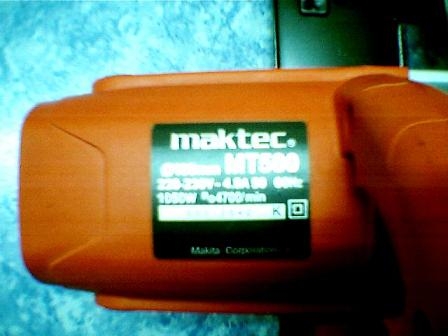 maktec®
MT580
220-230V~ 4.8A 50 60Hz
1050W n₀4700/min
K
Makita Corporation